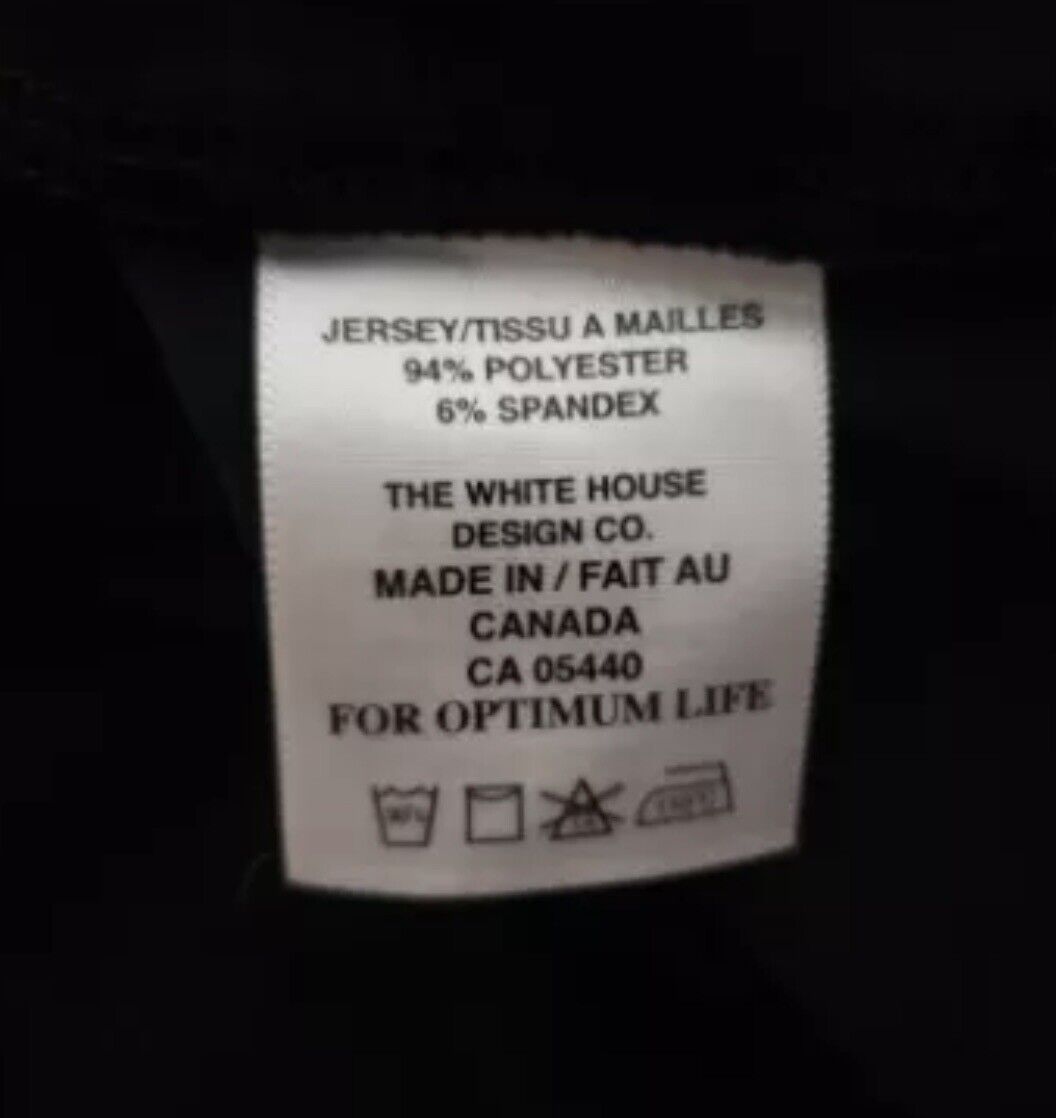 JERSEY/TISSU A MAILLES
94% POLYESTER
6% SPANDEX
THE WHITE HOUSE
DESIGN CO.
MADE IN / FAIT AU
CANADA
CA 05440
FOR OPTIMUM LIFE